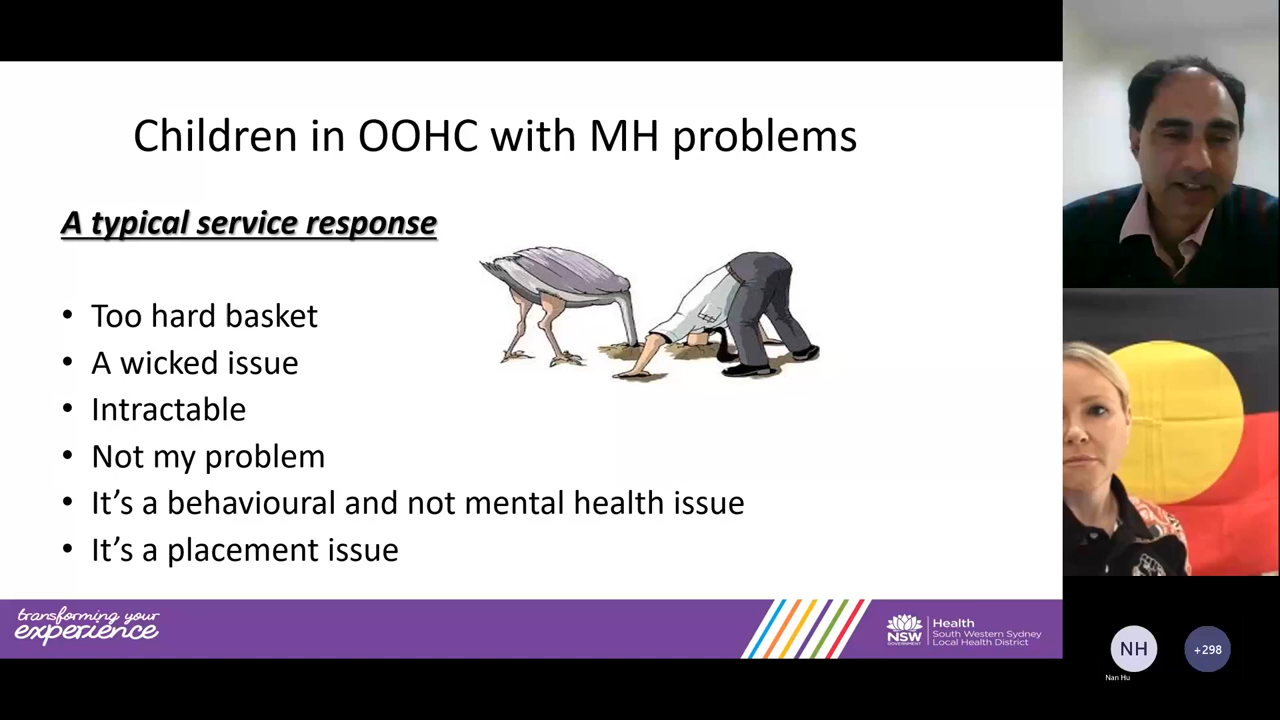 Children in OOHC with MH problems
A typical service response
• Too hard basket
• A wicked issue
• Intractable
• Not my problem
• It’s a behavioural and not mental health issue
• It’s a placement issue
transforming your
experience
NSW
GOVERNMENT
Health
South Western Sydney
Local Health District
NH
Nan Hu
+298